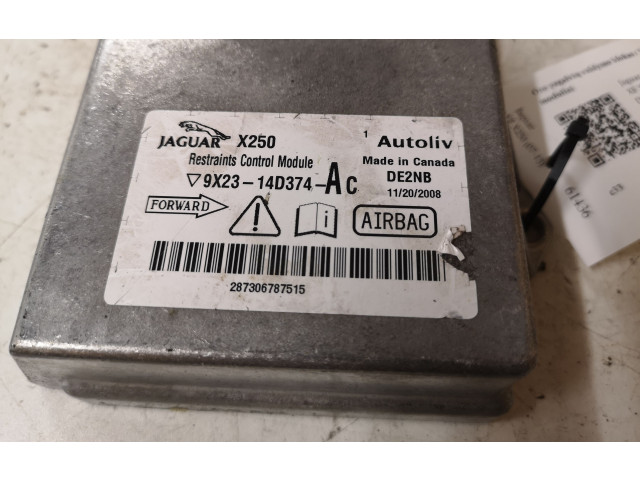 JAGUAR X250
1 Autoliv
Restraints Control Module
Made in Canada
▽9X23-14D374-Ac
DE2NB
11/20/2008
FORWARD
i
AIRBAG
287306787515
61436